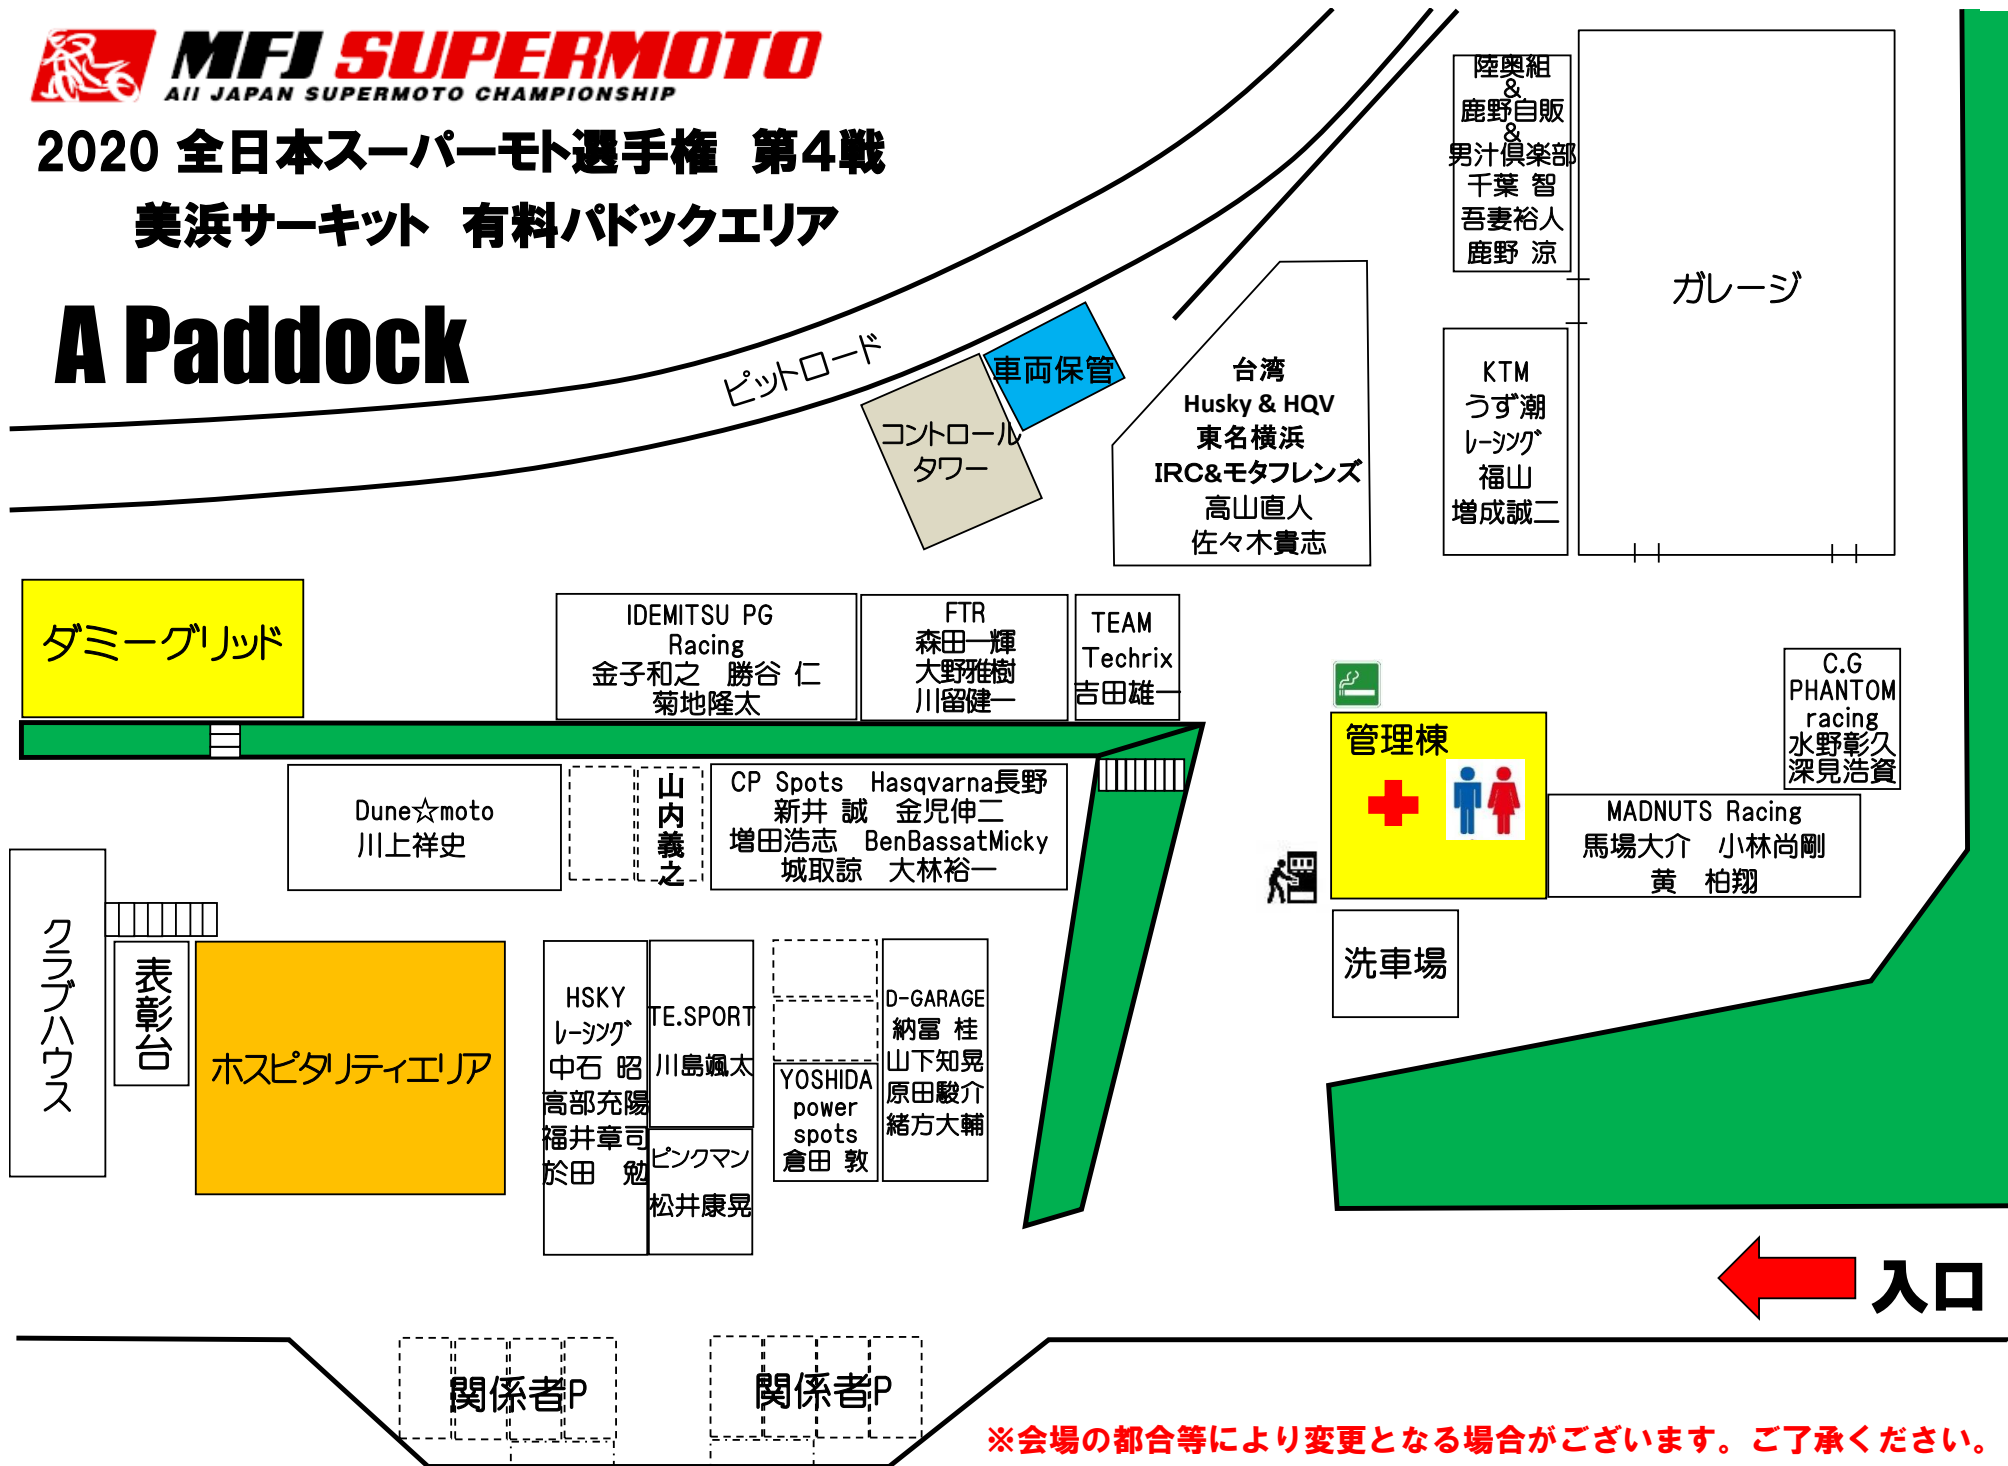 MFJ SUPERMOTO
All JAPAN SUPERMOTO CHAMPIONSHIP
2020 全日本スーパーモト選手権 第4戦
美浜サーキット 有料パドックエリア
A Paddock
ピットロード
車両保管
コントロール
タワー
台湾
Husky & HQV
東名横浜
IRC&モタフレンズ
高山直人
佐々木貴志
陸奥組
&
鹿野自販
&
男汁倶楽部
千葉 智
吾妻裕人
鹿野 涼
ガレージ
KTM
うず潮
レーシング
福山
増成誠二
ダミーグリッド
IDEMITSU PG
Racing
金子和之 勝谷 仁
菊地隆太
FTR
森田一輝
大野雅樹
川留健一
TEAM
Techrix
吉田雄一
管理棟
C.G
PHANTOM
racing
水野彰久
深見浩資
MADNUTS Racing
馬場大介 小林尚剛
黄 柏翔
Dune☆moto
川上祥史
山内義之
CP Spots Hasqvarna長野
新井 誠 金児伸二
増田浩志 BenBassatMicky
城取諒 大林裕一
クラブハウス
表彰台
ホスピタリティエリア
HSKY
レーシング
中石 昭
高部充陽
福井章司
於田 勉
TE.SPORT
川島颯太
ピンクマン
松井康晃
YOSHIDA
power
spots
倉田 敦
D-GARAGE
納冨 桂
山下知晃
原田駿介
緒方大輔
洗車場
入口
関係者P
関係者P
※会場の都合等により変更となる場合がございます。ご了承ください。